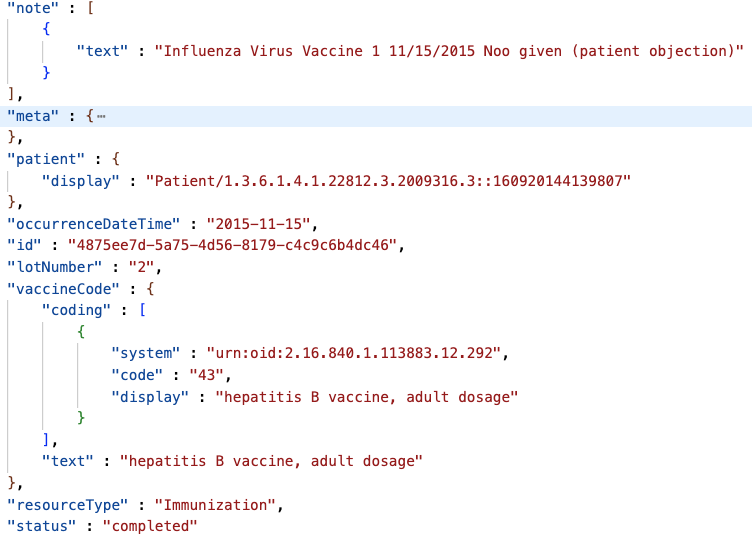 "note" : [
{
"text" : "Influenza Virus Vaccine 1 11/15/2015 Noo given (patient objection)"
}
],
"meta" : {⋯
},
"patient" : {
"display" : "Patient/1.3.6.1.4.1.22812.3.2009316.3::160920144139807"
},
"occurrenceDateTime" : "2015-11-15",
"id" : "4875ee7d-5a75-4d56-8179-c4c9c6b4dc46",
"lotNumber" : "2",
"vaccineCode" : {
"coding" : [
{
"system" : "urn:oid:2.16.840.1.113883.12.292",
"code" : "43",
"display" : "hepatitis B vaccine, adult dosage"
}
],
"text" : "hepatitis B vaccine, adult dosage"
},
"resourceType" : "Immunization",
"status" : "completed"